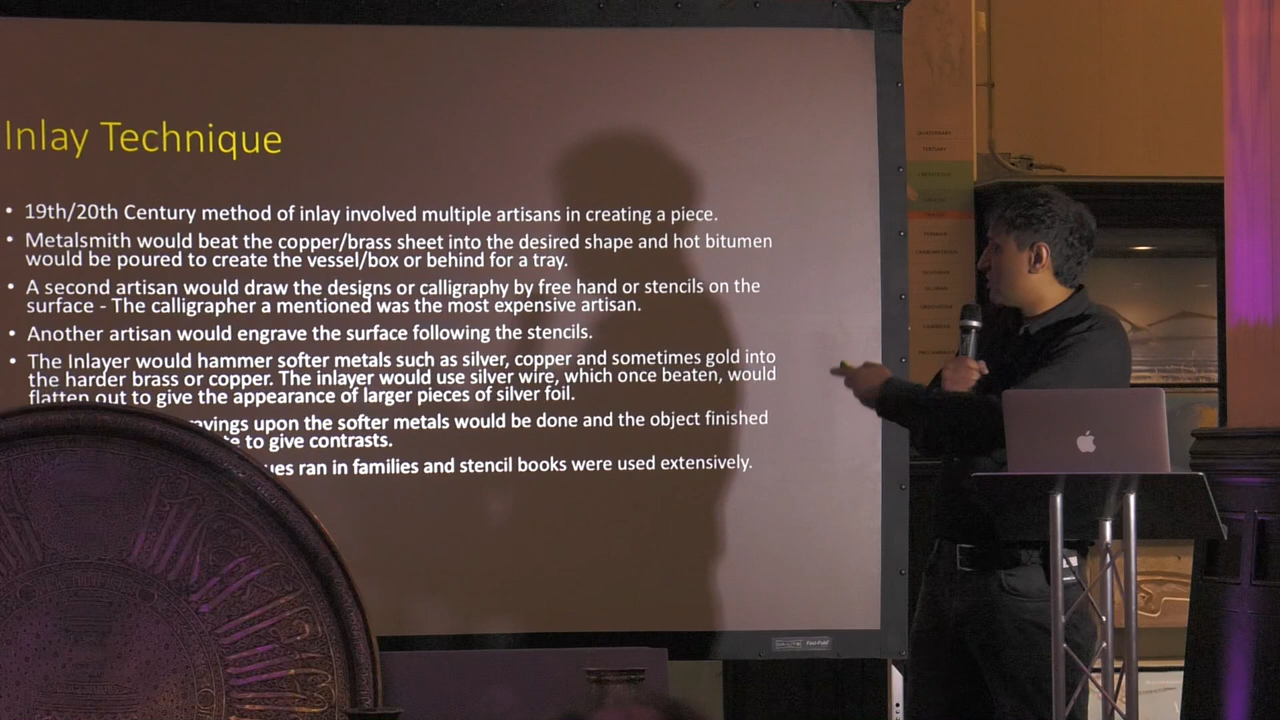 Inlay Technique
• 19th/20th Century method of inlay involved multiple artisans in creating a piece.
• Metalsmith would beat the copper/brass sheet into the desired shape and hot bitumen
would be poured to create the vessel/box or behind for a tray.
• A second artisan would draw the designs or calligraphy by free hand or stencils on the
surface - The calligrapher a mentioned was the most expensive artisan.
• Another artisan would engrave the surface following the stencils.
• The Inlayer would hammer softer metals such as silver, copper and sometimes gold into
the harder brass or copper. The inlayer would use silver wire, which once beaten, would
flatten out to give the appearance of larger pieces of silver foil.
upon the softer metals would be done and the object finished
to give contrasts.
ran in families and stencil books were used extensively.
QUATERNARY
TERTIARY
CRETACEOUS
DA-LITE Fast-Fold